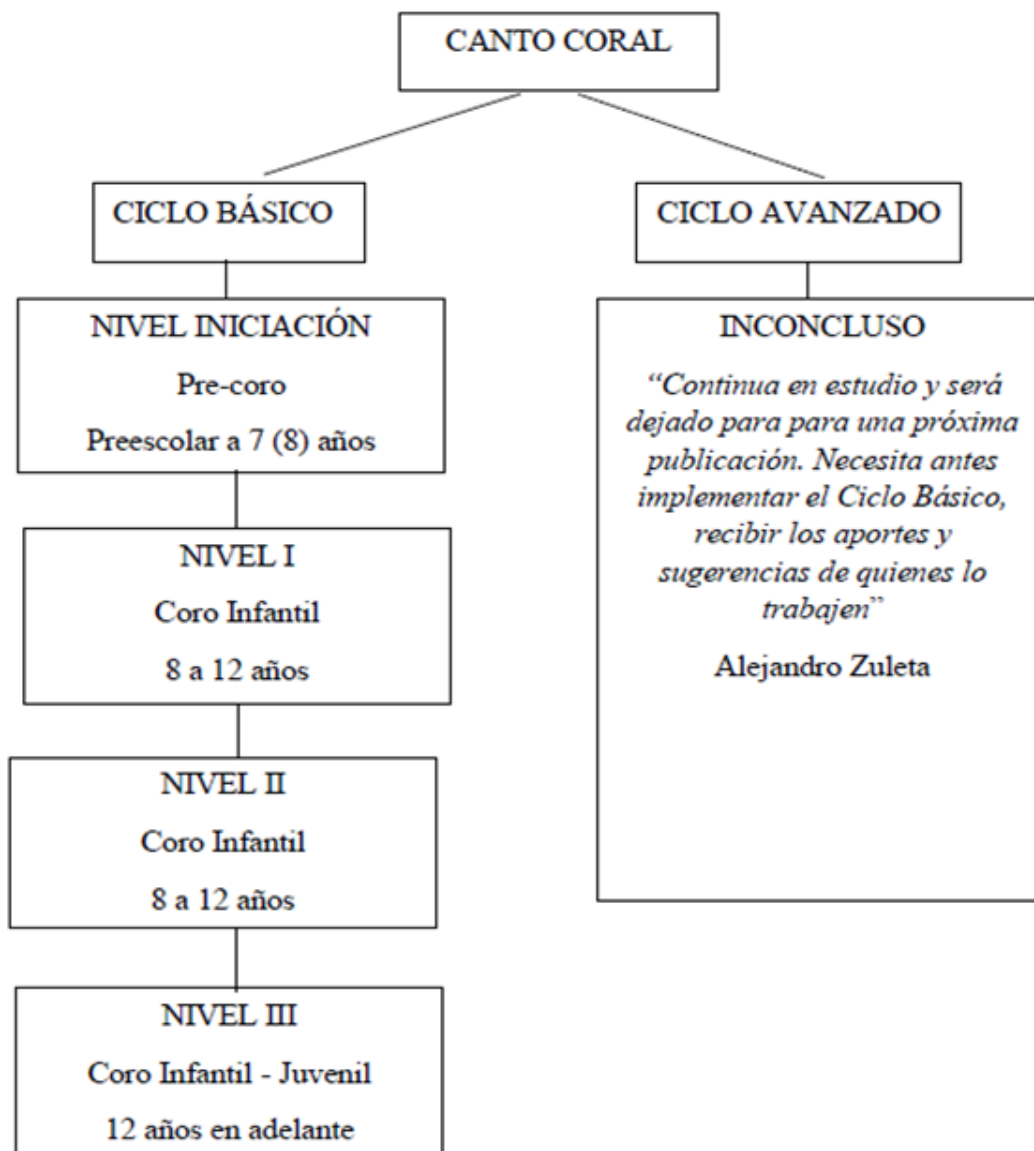 CANTO CORAL
CICLO BÁSICO
NIVEL INICIACIÓN
Pre-coro
Preescolar a 7 (8) años
NIVEL I
Coro Infantil
8 a 12 años
NIVEL II
Coro Infantil
8 a 12 años
NIVEL III
Coro Infantil - Juvenil
12 años en adelante
CICLO AVANZADO
INCONCLUSO
“Continua en estudio y será
dejado para para una próxima
publicación. Necesita antes
implementar el Ciclo Básico,
recibir los aportes y
sugerencias de quienes lo
trabajen”
Alejandro Zuleta